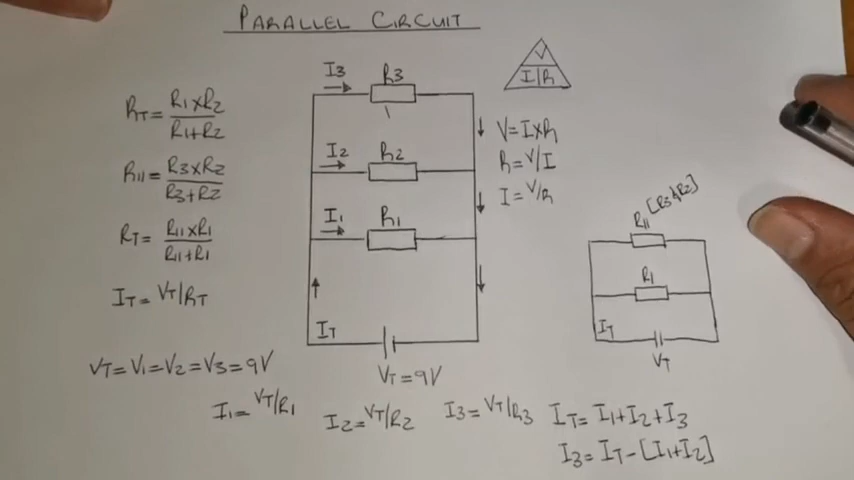 PARALLEL CIRCUIT
RT = R1xR2
R1+R2
R11 = R3xR2
R3+R2
RT = R11xR1
R11+R1
IT = VT/RT
VT = V1 = V2 = V3 = 9V
I3
R3
I2
R2
I1
R1
IT
VT = 9V
V
I|R
V = IxR
R = V/I
I = V/R
R11 [R3&R2]
R1
IT
VT
I1 = VT/R1
I2 = VT/R2
I3 = VT/R3
IT = I1+I2+I3
I3 = IT-[I1+I2]